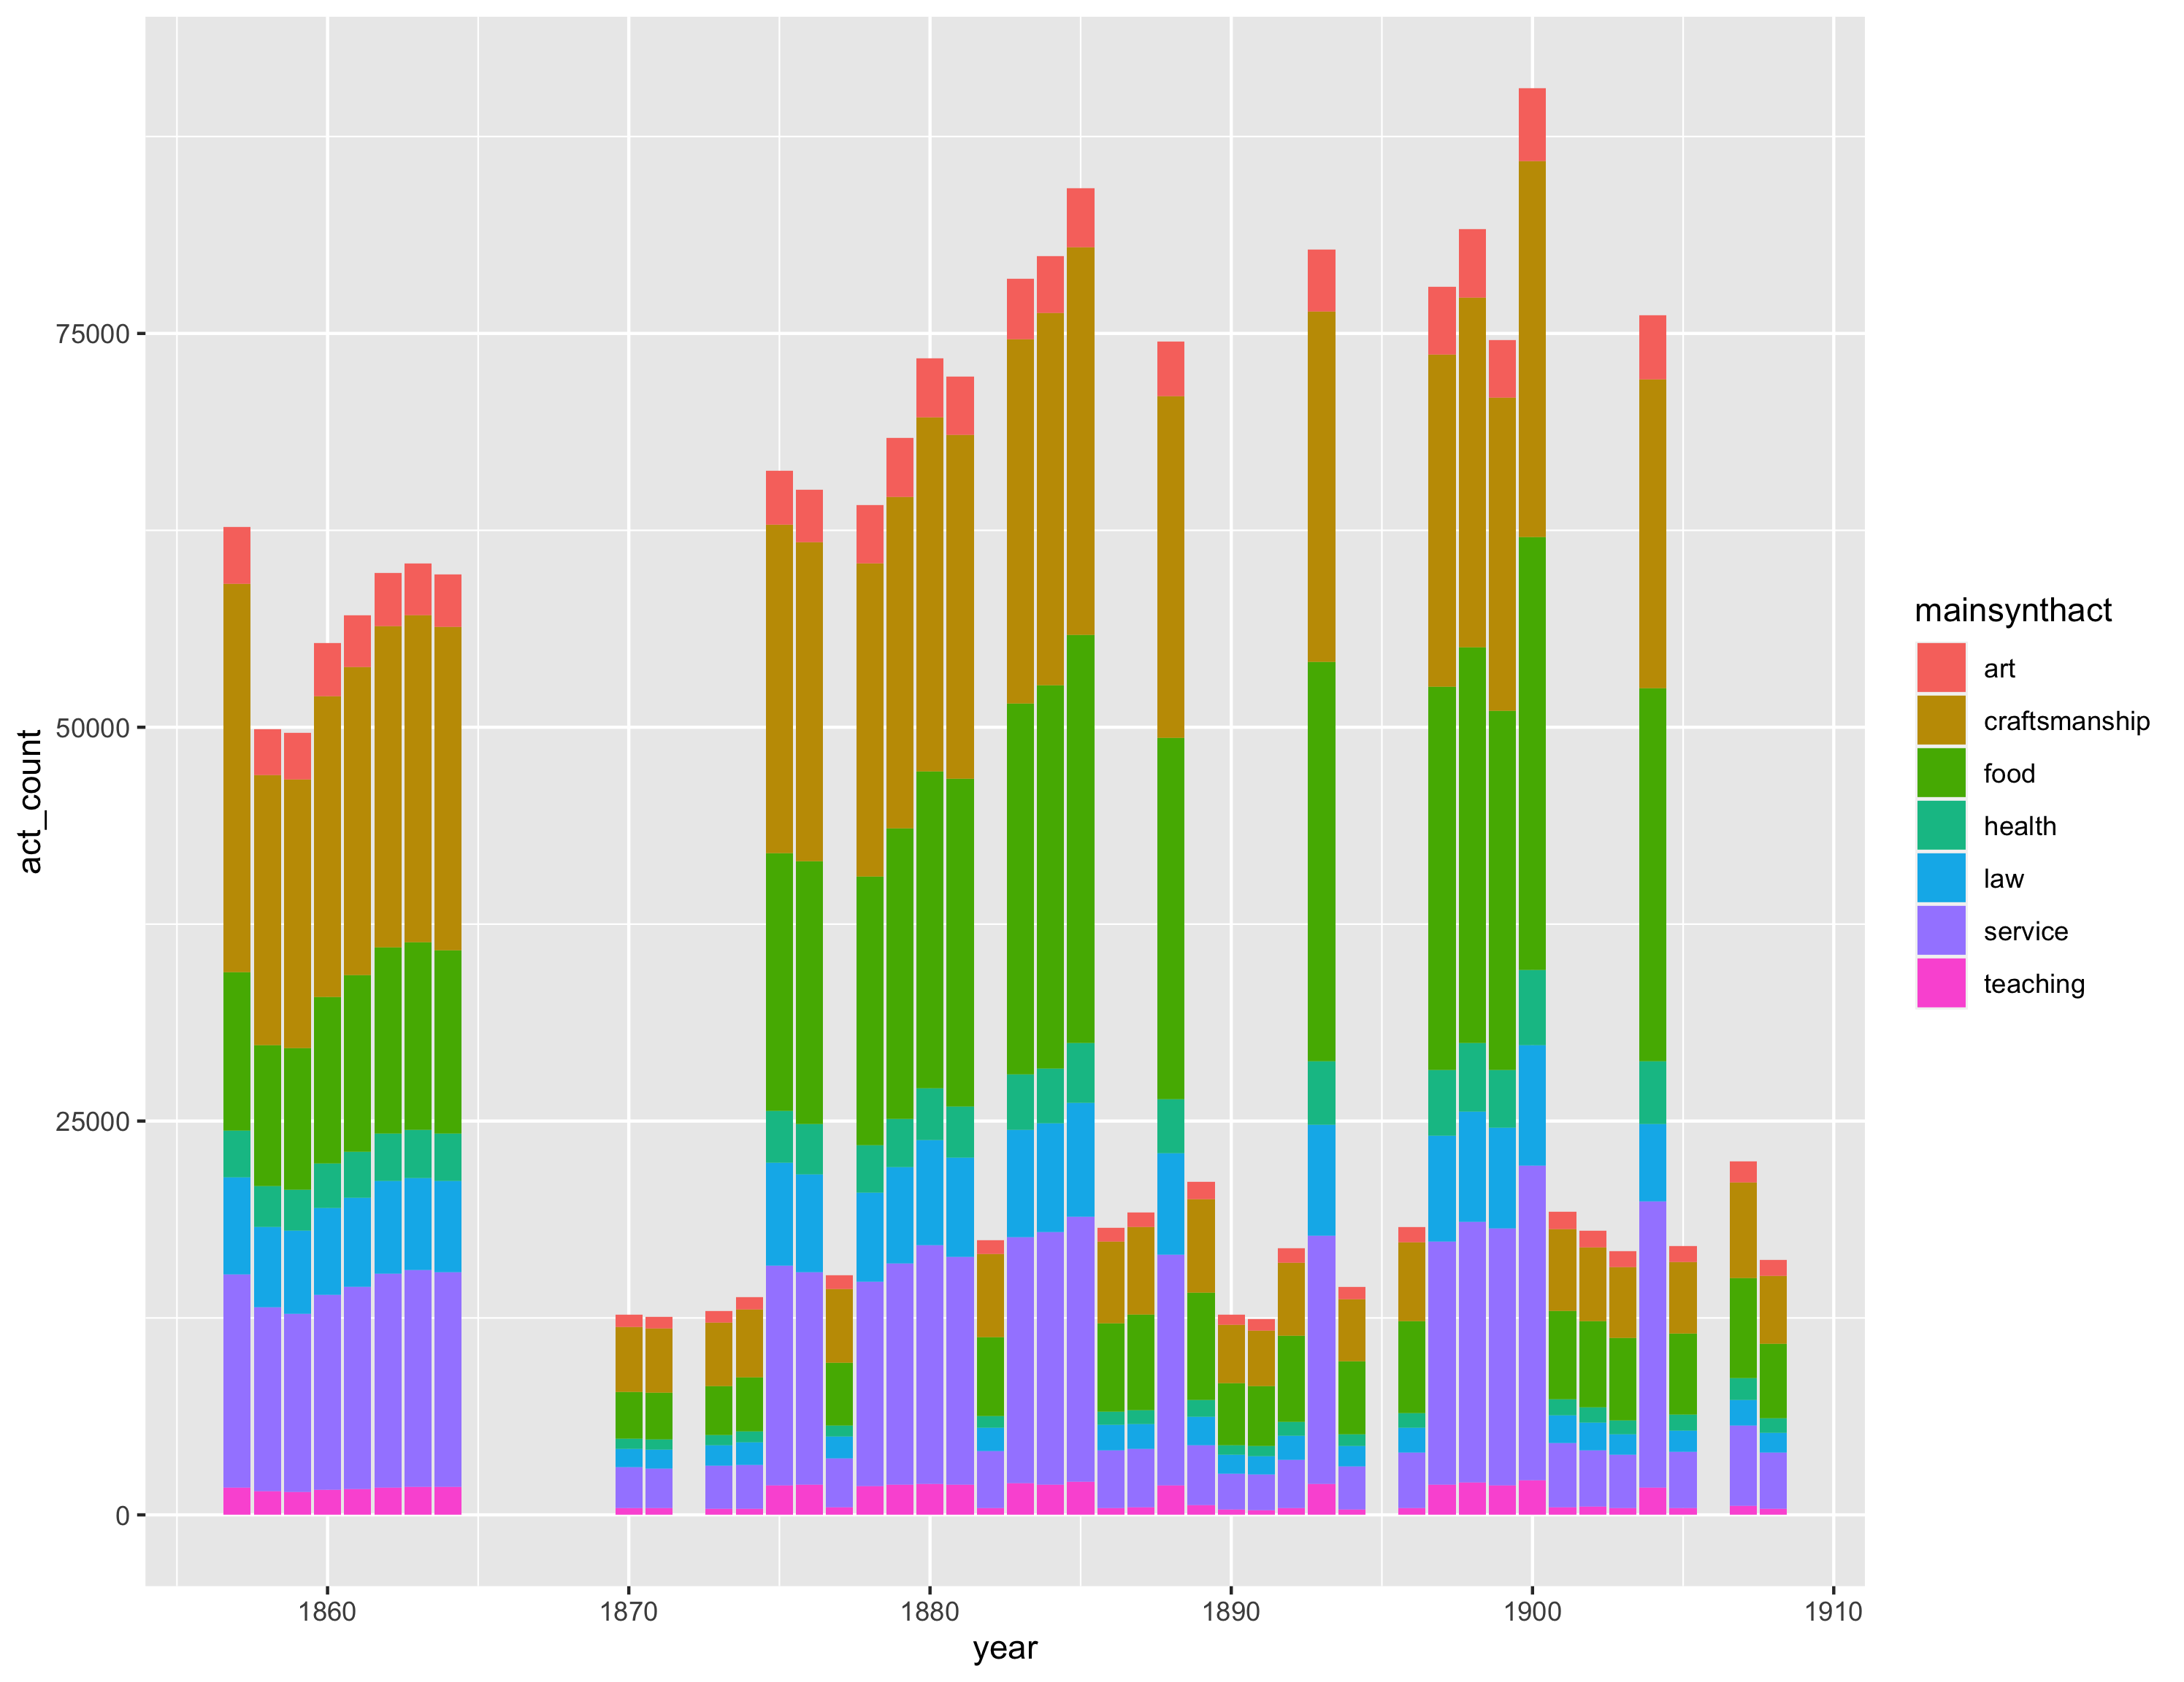 75000
50000
25000
0
act_count
1860
1870
1880
1890
1900
1910
year
mainsynthact
art
craftsmanship
food
health
law
service
teaching